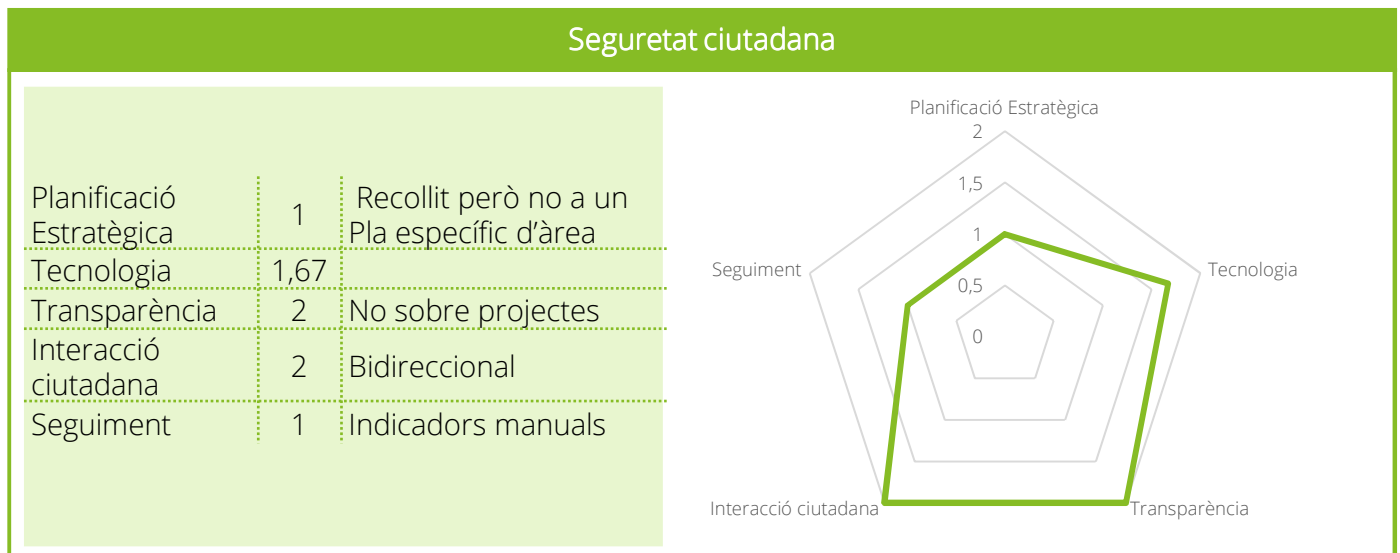 Seguretat ciutadana
Planificació
Estratègica
1
Recollit però no a un
Pla específic d'àrea
Tecnologia
1,67
Transparència
2
No sobre projectes
Interacció
ciutadana
2
Bidireccional
Seguiment
1
Indicadors manuals
Planificació Estratègica
2
1,5
1
0,5
0
Seguiment
Tecnologia
Interacció ciutadana
Transparència